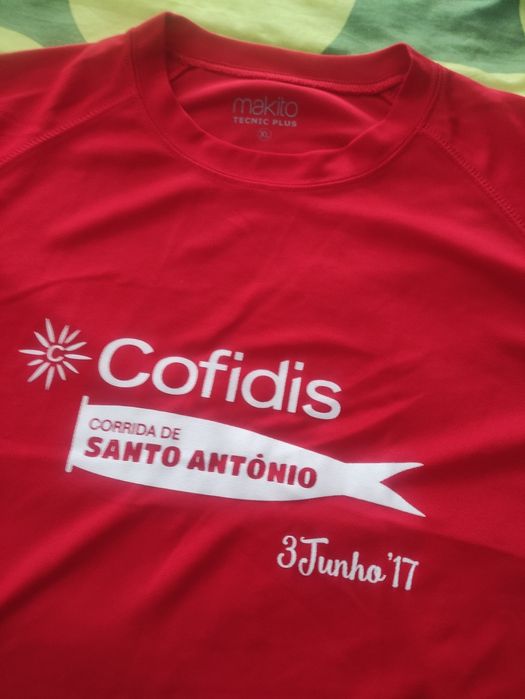 makito
TECNIC PLUS
XL
C
Cofidis
CORRIDA DE
SANTO ANTÓNIO
3 Junho'17